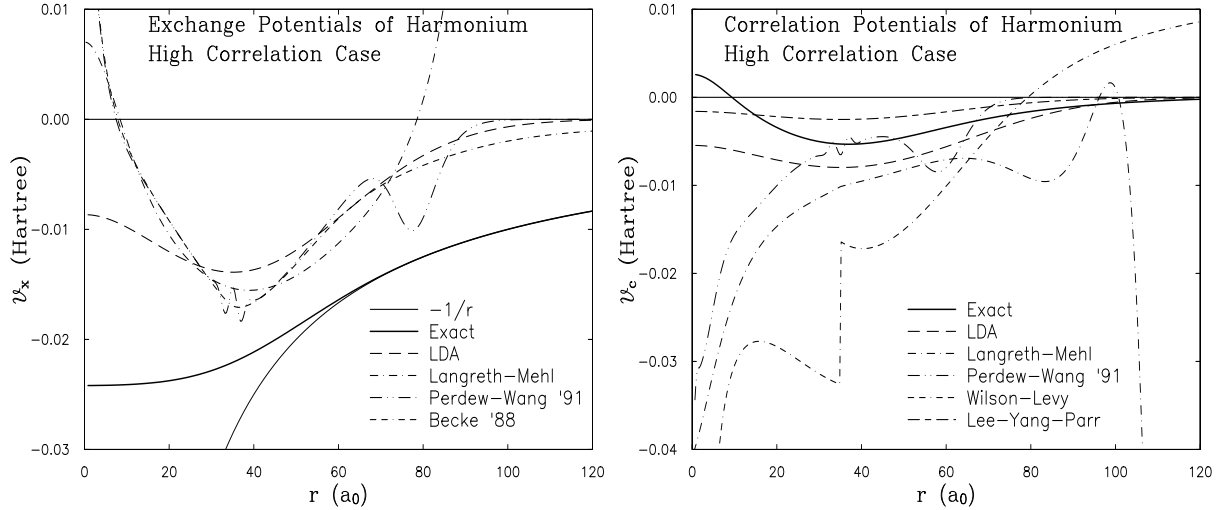 Exchange Potentials of Harmonium
High Correlation Case
0.01
0.00
-0.01
-0.02
-0.03
𝓋x (Hartree)
−1/r
Exact
LDA
Langreth−Mehl
Perdew−Wang '91
Becke '88
0 20 40 60 80 100 120
r (a0)
Correlation Potentials of Harmonium
High Correlation Case
0.01
0.00
-0.01
-0.02
-0.03
-0.04
𝓋c (Hartree)
Exact
LDA
Langreth−Mehl
Perdew−Wang '91
Wilson−Levy
Lee−Yang−Parr
0 20 40 60 80 100 120
r (a0)